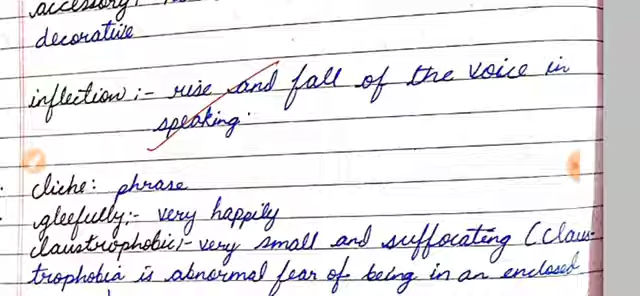 accessory:
decorative
inflection :- rise and fall of the voice in
speaking.
cliche: phrase
gleefully:- very happily
claustrophobic:- very small and suffocating (claus-
trophobia is abnormal fear of being in an enclosed